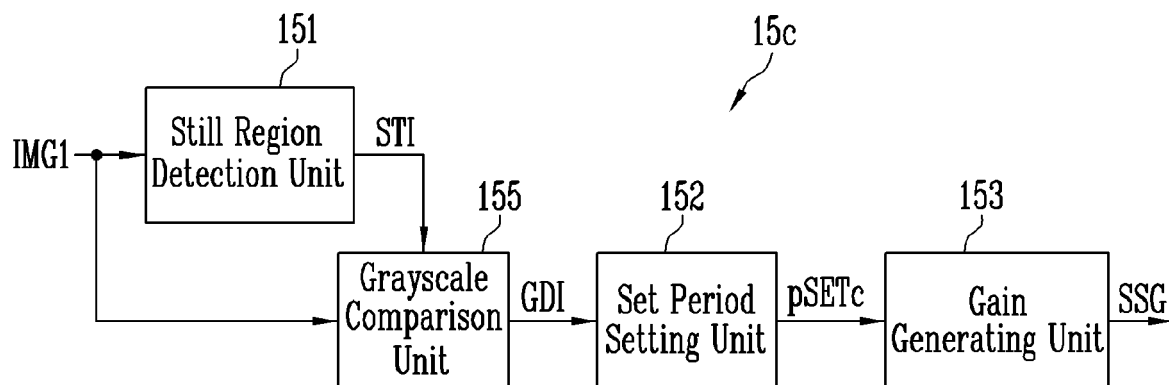 151
15c
IMG1
Still Region
Detection Unit
STI
155
152
153
Grayscale
Comparison
Unit
GDI
Set Period
Setting Unit
pSETc
Gain
Generating Unit
SSG